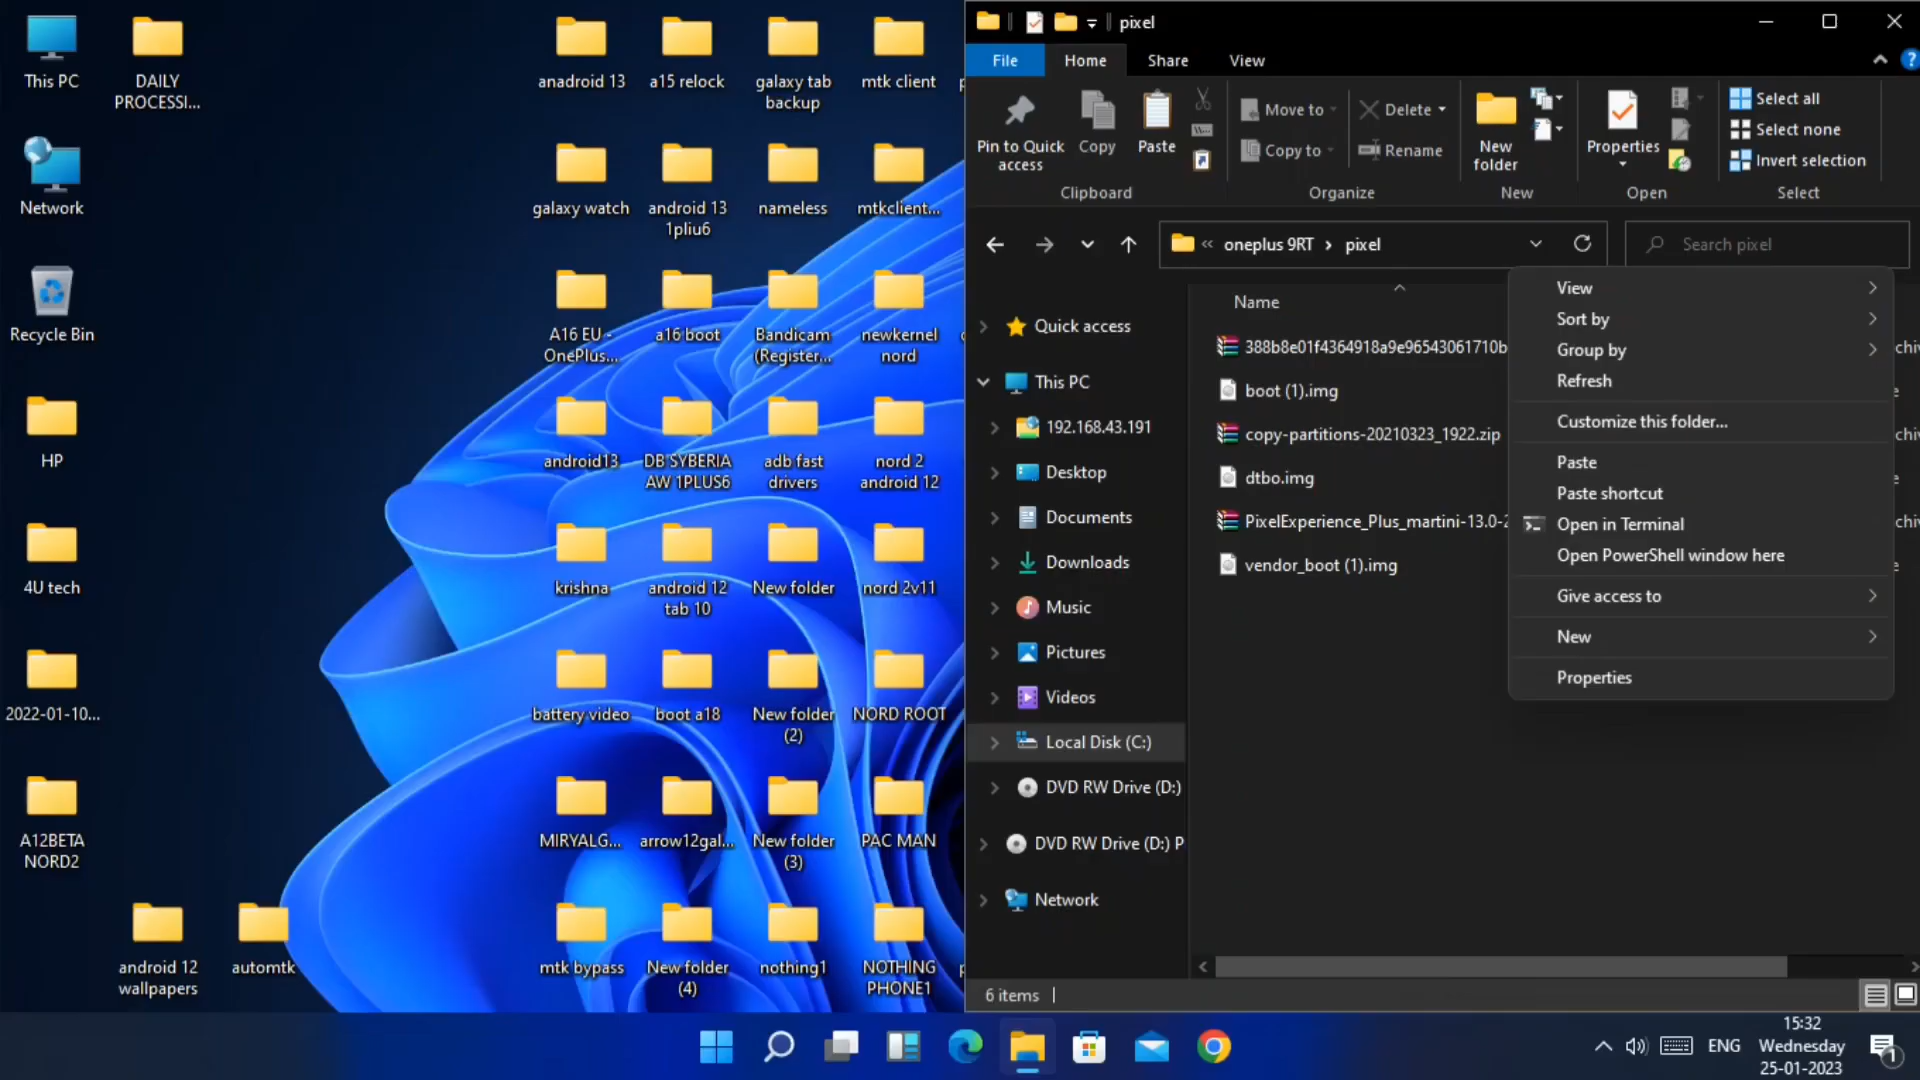 This PC
DAILY
PROCESSI...
Network
Recycle Bin
HP
4U tech
2022-01-10...
A12BETA
NORD2
android 12
wallpapers
automtk
anadroid 13
a15 relock
galaxy tab
backup
mtk client
galaxy watch
android 13
1pliu6
nameless
mtkclient...
A16 EU -
OnePlus...
a16 boot
Bandicam
(Register...
newkernel
nord
android13
DB SYBERIA
AW 1PLUS6
adb fast
drivers
nord 2
android 12
krishna
android 12
tab 10
New folder
nord 2v11
battery video
boot a18
New folder
(2)
NORD ROOT
MIRYALG...
arrow12gal...
New folder
(3)
PAC MAN
mtk bypass
New folder
(4)
nothing1
NOTHING
PHONE1
pixel
File
Home
Share
View
?
Pin to Quick
access
Copy
Paste
Move to
Copy to
Delete
Rename
New
folder
Properties
Select all
Select none
Invert selection
Clipboard
Organize
New
Open
Select
« oneplus 9RT › pixel
Search pixel
Quick access
This PC
192.168.43.191
Desktop
Documents
Downloads
Music
Pictures
Videos
Local Disk (C:)
DVD RW Drive (D:)
DVD RW Drive (D:) P
Network
Name
388b8e01f4364918a9e96543061710b
boot (1).img
copy-partitions-20210323_1922.zip
dtbo.img
PixelExperience_Plus_martini-13.0-2
vendor_boot (1).img
View
Sort by
Group by
Refresh
Customize this folder...
Paste
Paste shortcut
Open in Terminal
Open PowerShell window here
Give access to
New
Properties
6 items
ENG
15:32
Wednesday
25-01-2023
1